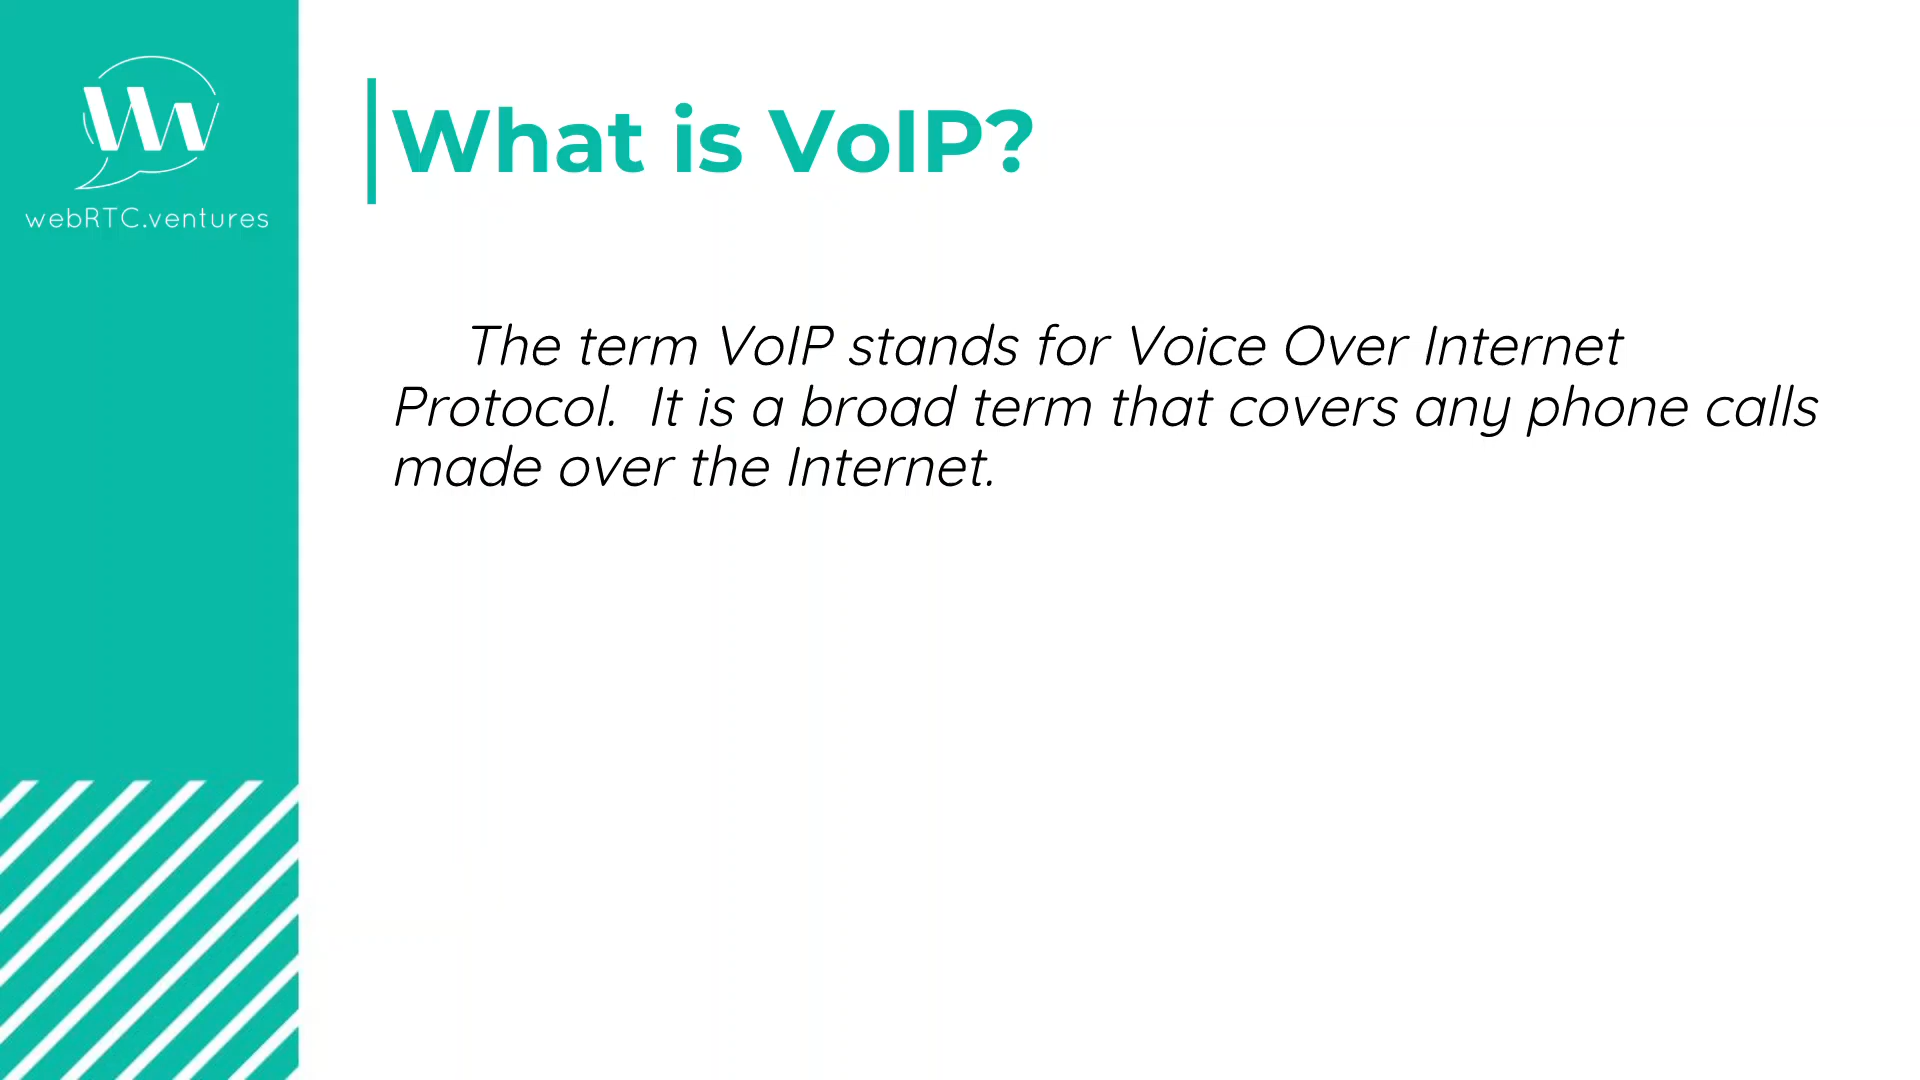 webRTC.ventures
What is VoIP?
The term VoIP stands for Voice Over Internet
Protocol.  It is a broad term that covers any phone calls
made over the Internet.